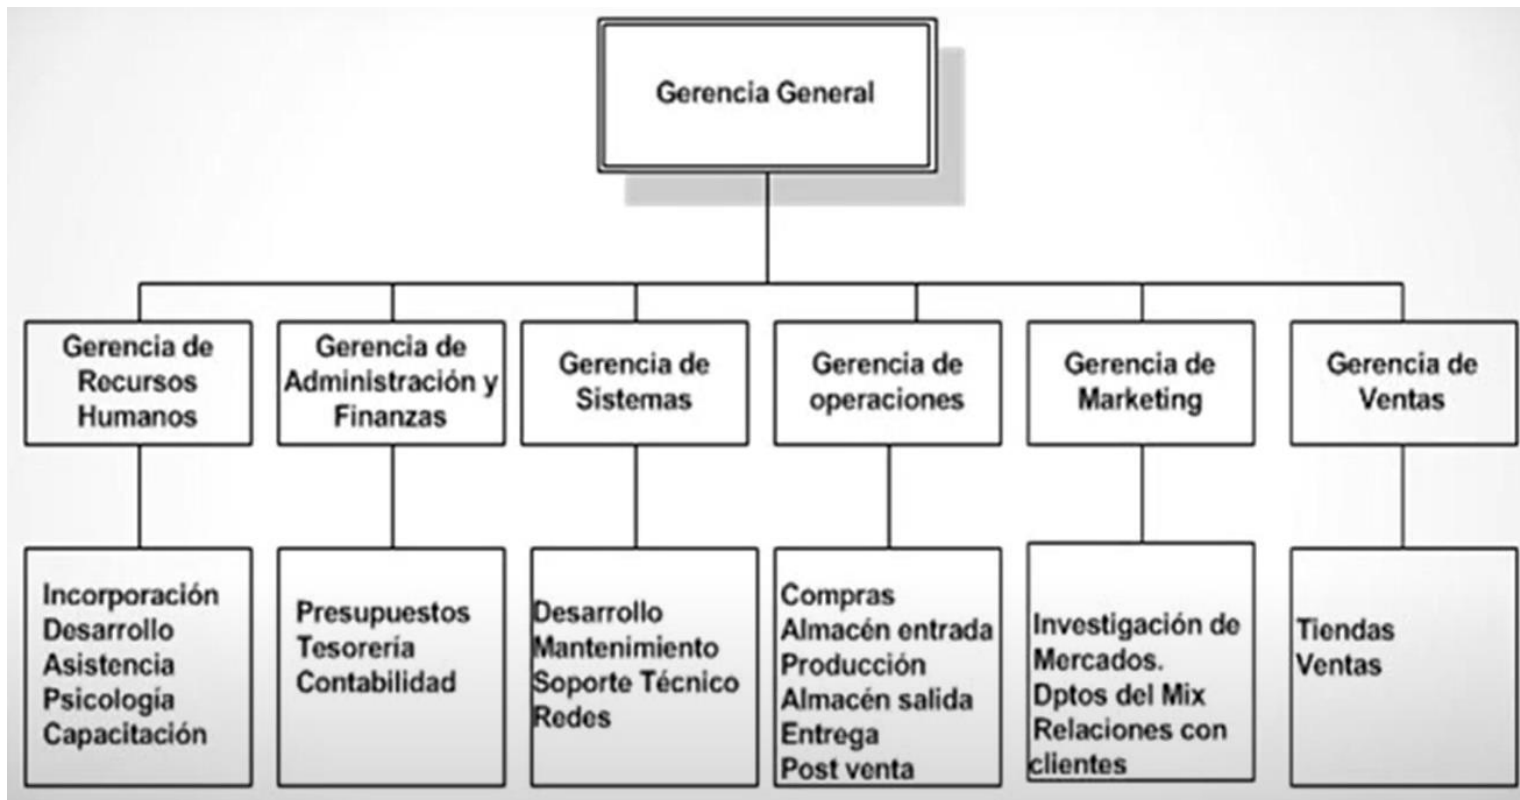 Gerencia General
Gerencia de
Recursos
Humanos
Gerencia de
Administración y
Finanzas
Gerencia de
Sistemas
Gerencia de
operaciones
Gerencia de
Marketing
Gerencia de
Ventas
Incorporación
Desarrollo
Asistencia
Psicología
Capacitación
Presupuestos
Tesorería
Contabilidad
Desarrollo
Mantenimiento
Soporte Técnico
Redes
Compras
Almacén entrada
Producción
Almacén salida
Entrega
Post venta
Investigación de
Mercados.
Dptos del Mix
Relaciones con
clientes
Tiendas
Ventas